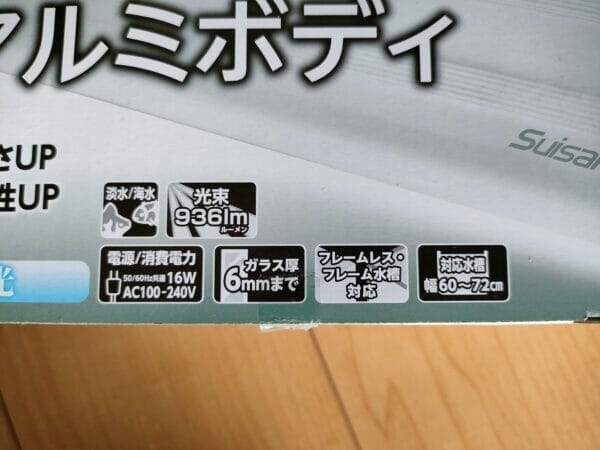 アルミボディ
Suisa
さUP
性UP
淡水/海水
光束
936lm
ルーメン
電源/消費電力
50/60Hz共通 16W
AC100-240V
ガラス厚
6mmまで
フレームレス・
フレーム水槽
対応
対応水槽
幅60～72cm
光